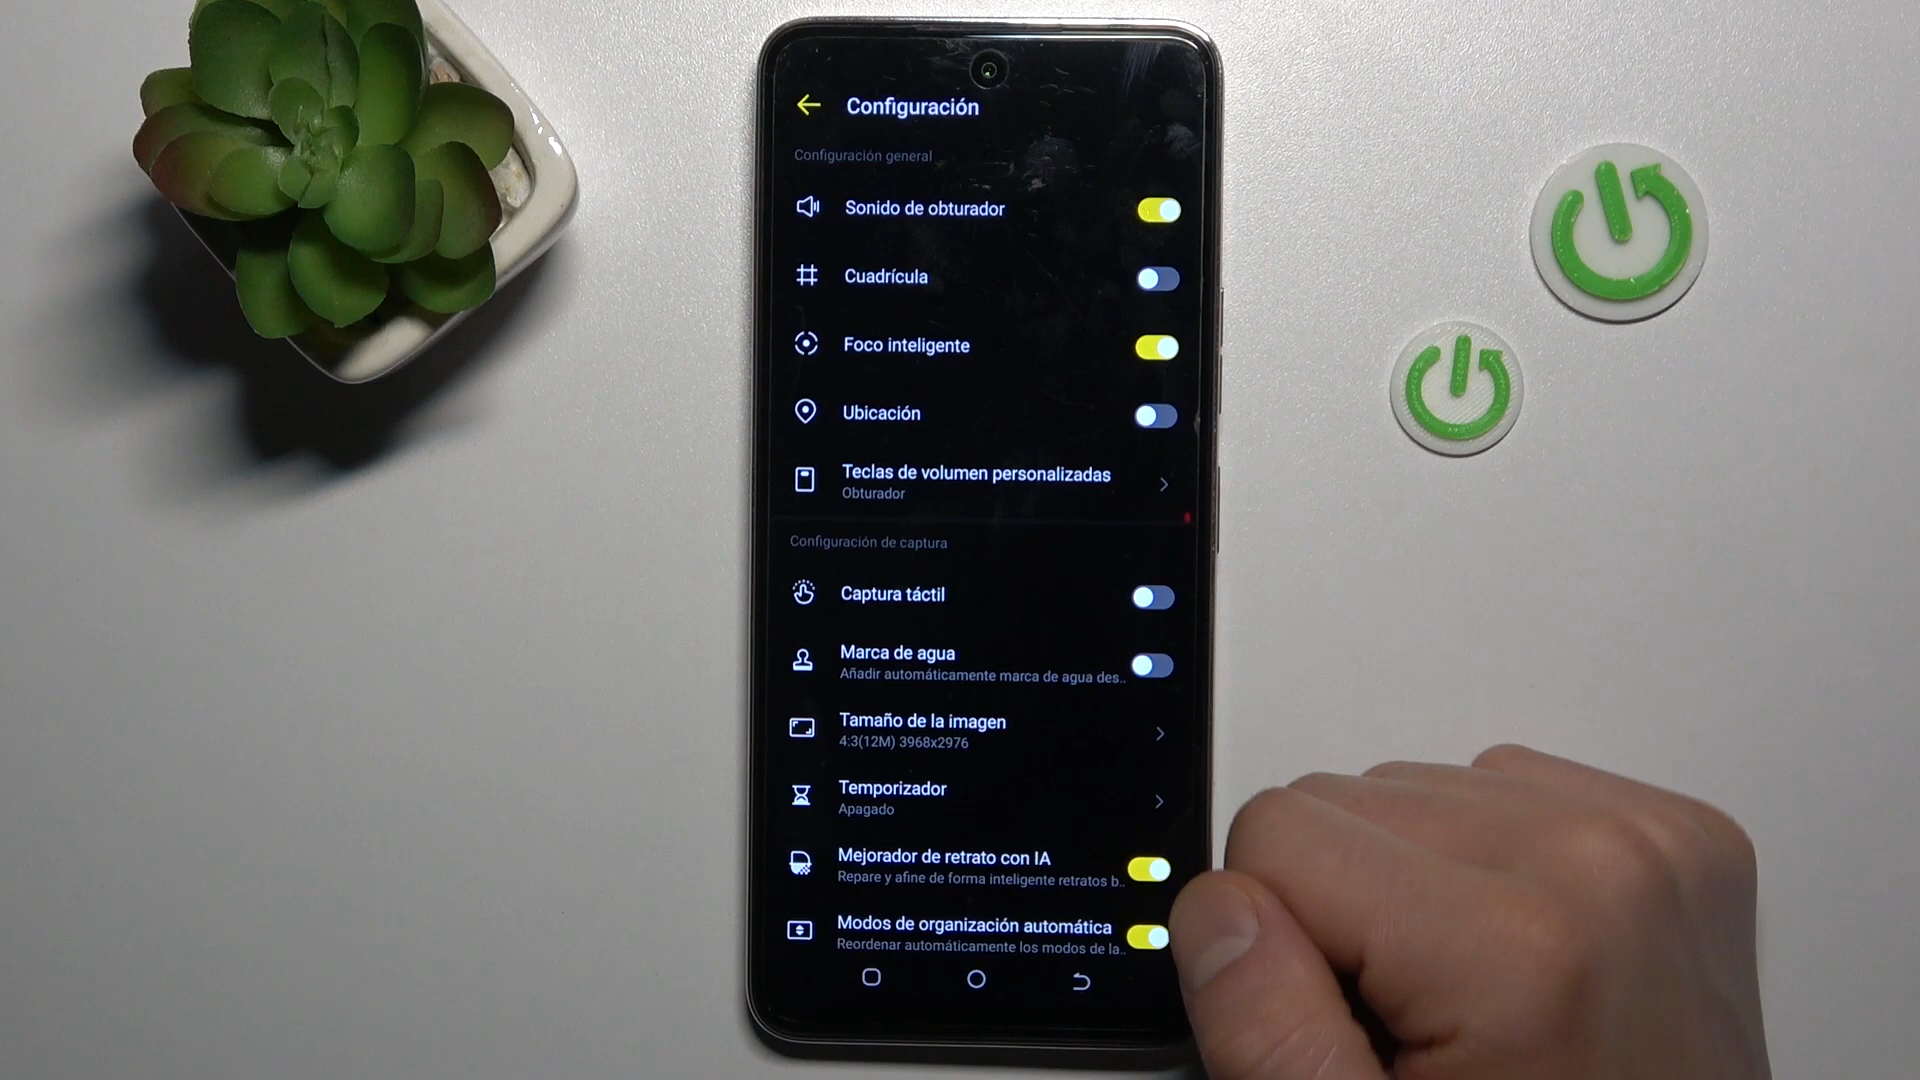 Configuración
Configuración general
Sonido de obturador
Cuadrícula
Foco inteligente
Ubicación
Teclas de volumen personalizadas
Obturador
Configuración de captura
Captura táctil
Marca de agua
Añadir automáticamente marca de agua des..
Tamaño de la imagen
4:3(12M) 3968x2976
Temporizador
Apagado
Mejorador de retrato con IA
Repare y afine de forma inteligente retratos b..
Modos de organización automática
Reordenar automáticamente los modos de la..